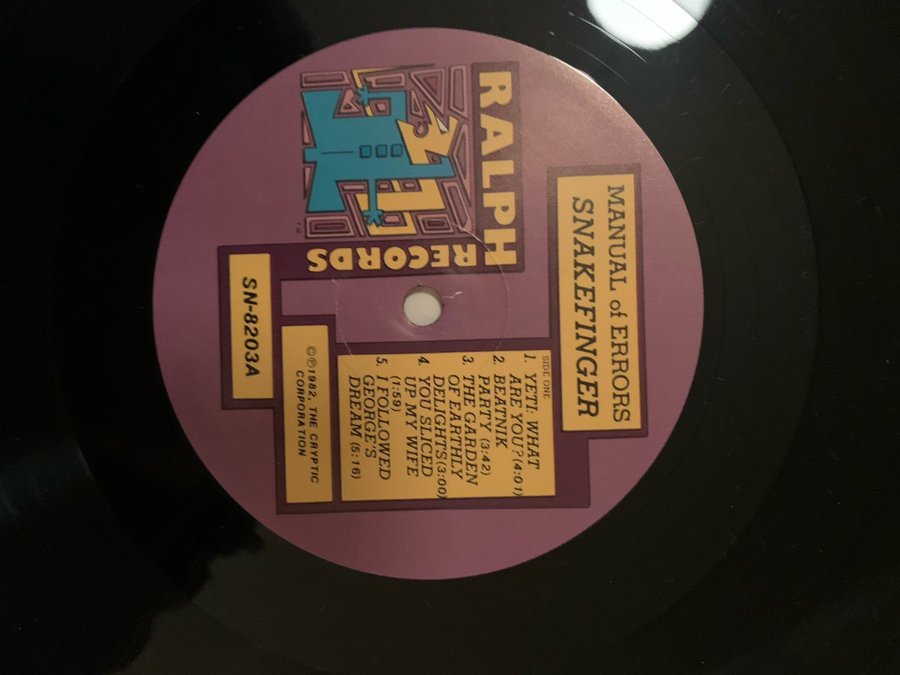 MANUAL of ERRORS
SNAKEFINGER
RALPH
RECORDS
SIDE ONE
1. YETI: WHAT
ARE YOU? (4:01)
2. BEATNIK
PARTY (3:42)
3. THE GARDEN
OF EARTHLY
DELIGHTS (3:00)
4. YOU SLICED
UP MY WIFE
(1:59)
5. I FOLLOWED
GEORGE'S
DREAM (5:16)
©℗1982, THE CRYPTIC
CORPORATION
SN-8203A